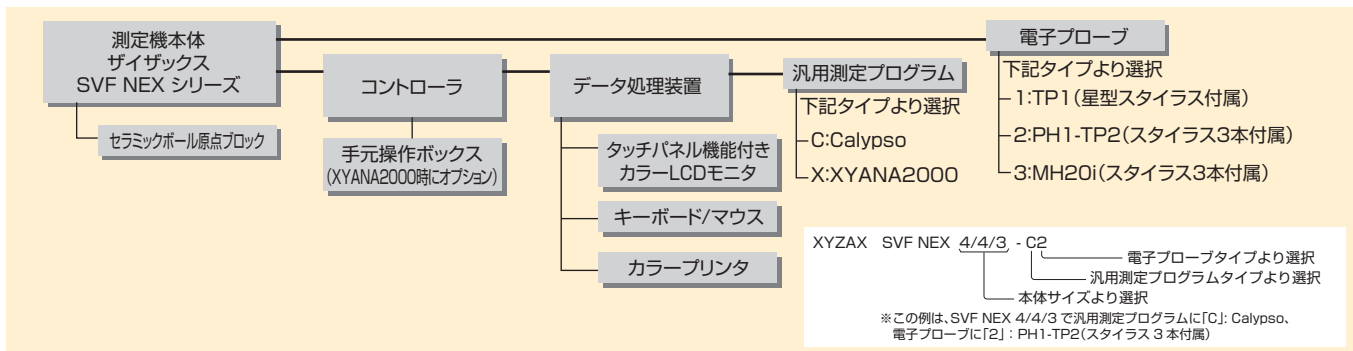 測定機本体
ザイザックス
SVF NEX シリーズ
セラミックボール原点ブロック
コントローラ
手元操作ボックス
(XYANA2000時にオプション)
データ処理装置
タッチパネル機能付き
カラーLCDモニタ
キーボード/マウス
カラープリンタ
汎用測定プログラム
下記タイプより選択
C:Calypso
X:XYANA2000
電子プローブ
下記タイプより選択
1:TP1(星型スタイラス付属)
2:PH1-TP2(スタイラス3本付属)
3:MH20i(スタイラス3本付属)
XYZAX SVF NEX 4/4/3 - C2
電子プローブタイプより選択
汎用測定プログラムタイプより選択
本体サイズより選択
※この例は、SVF NEX 4/4/3 で汎用測定プログラムに「C」: Calypso、
電子プローブに「2」: PH1-TP2(スタイラス 3 本付属)